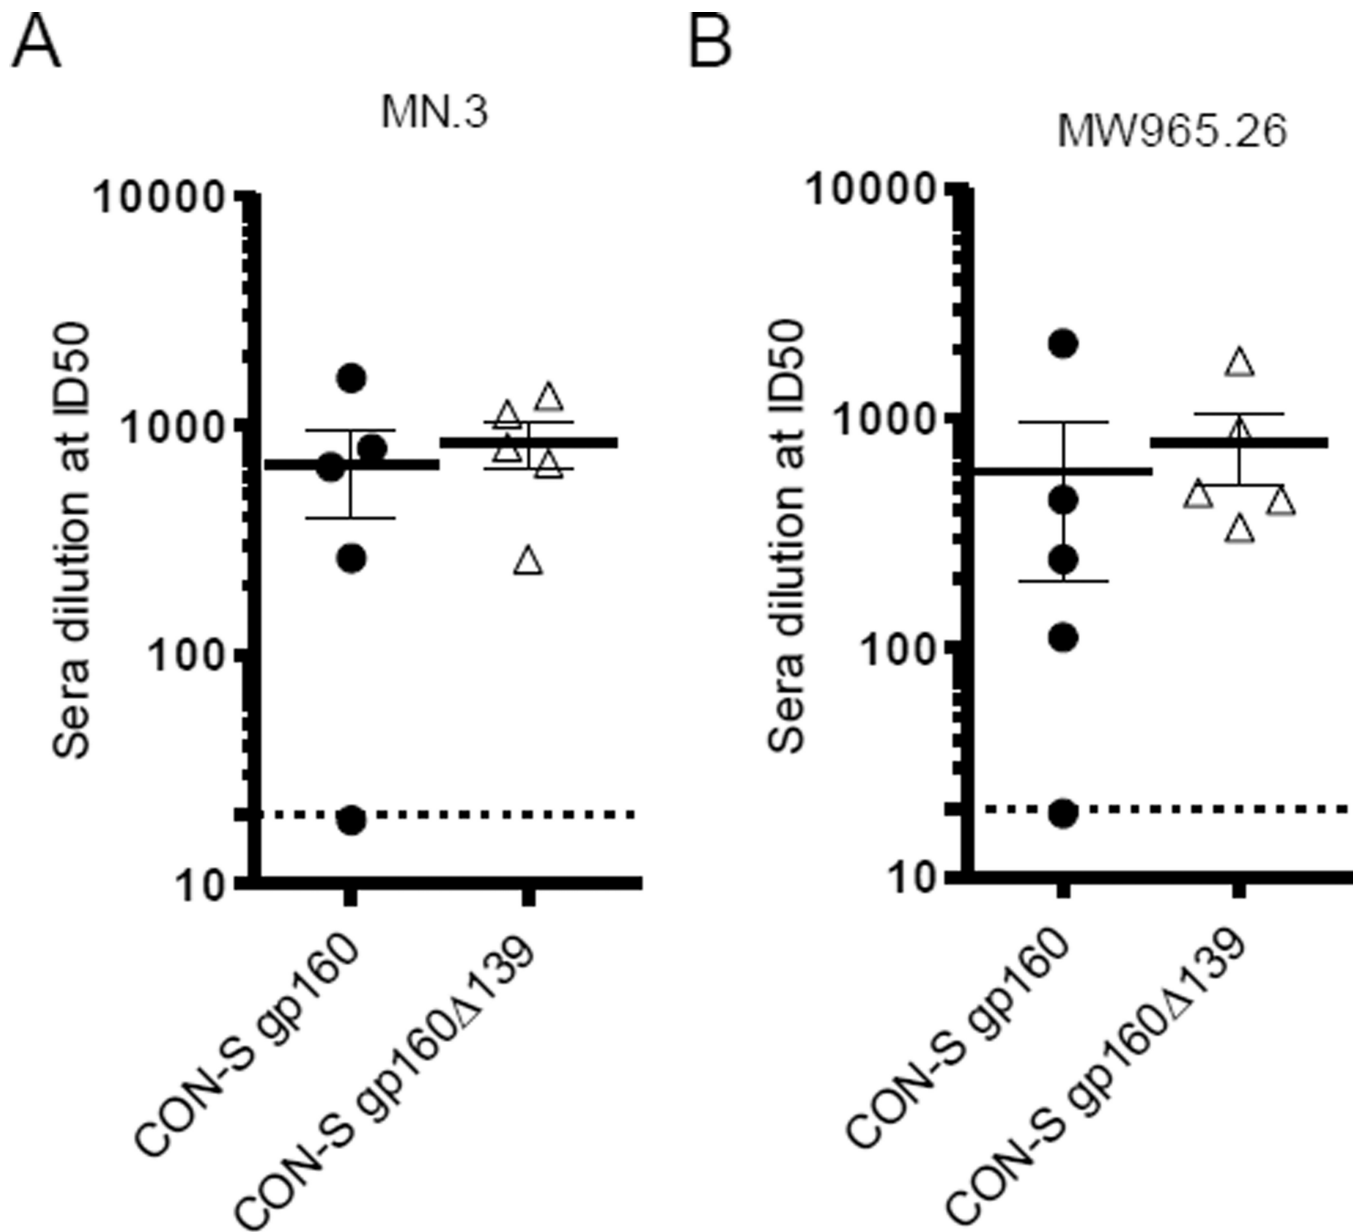 A
MN.3
10000
1000
100
10
Sera dilution at ID50
CON-S gp160
CON-S gp160Δ139
B
MW965.26
10000
1000
100
10
Sera dilution at ID50
CON-S gp160
CON-S gp160Δ139